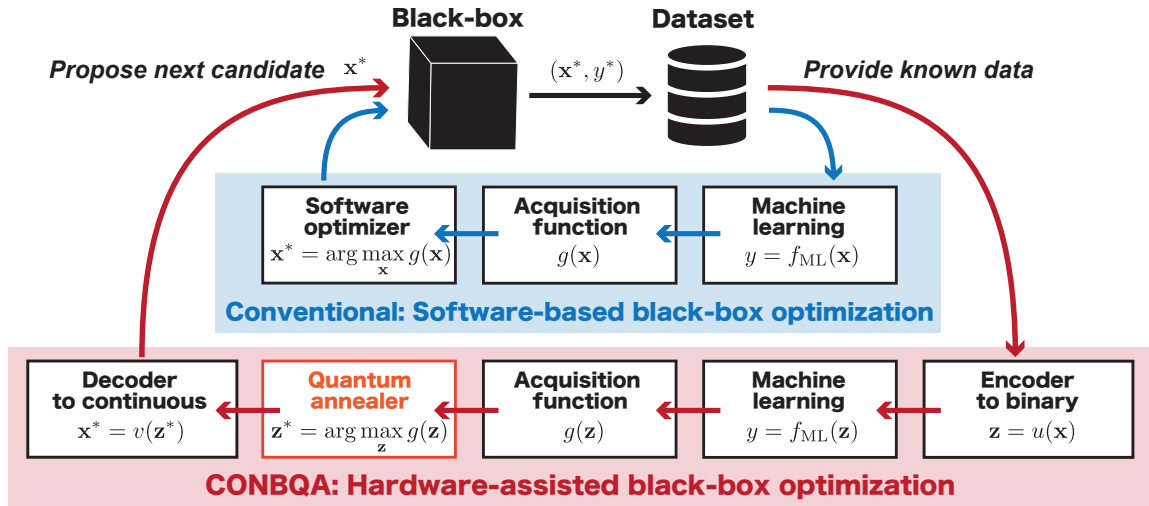 Black-box
Dataset
Propose next candidate
x*
(x*, y*)
Provide known data
Software
optimizer
x* = arg max g(x)
x
Acquisition
function
g(x)
Machine
learning
y = f_ML(x)
Conventional: Software-based black-box optimization
Decoder
to continuous
x* = v(z*)
Quantum
annealer
z* = arg max g(z)
z
Acquisition
function
g(z)
Machine
learning
y = f_ML(z)
Encoder
to binary
z = u(x)
CONBQA: Hardware-assisted black-box optimization